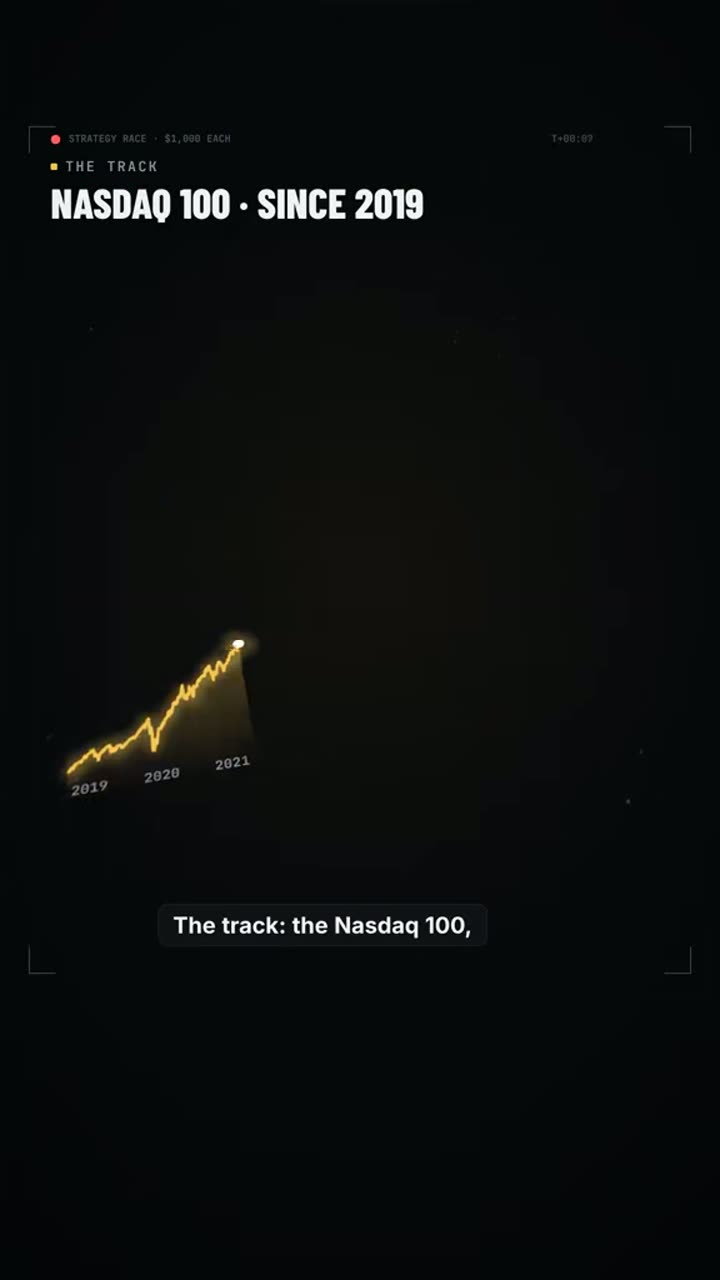 STRATEGY RACE · $1,000 EACH
T+00:09
THE TRACK
NASDAQ 100 · SINCE 2019
2019
2020
2021
The track: the Nasdaq 100,